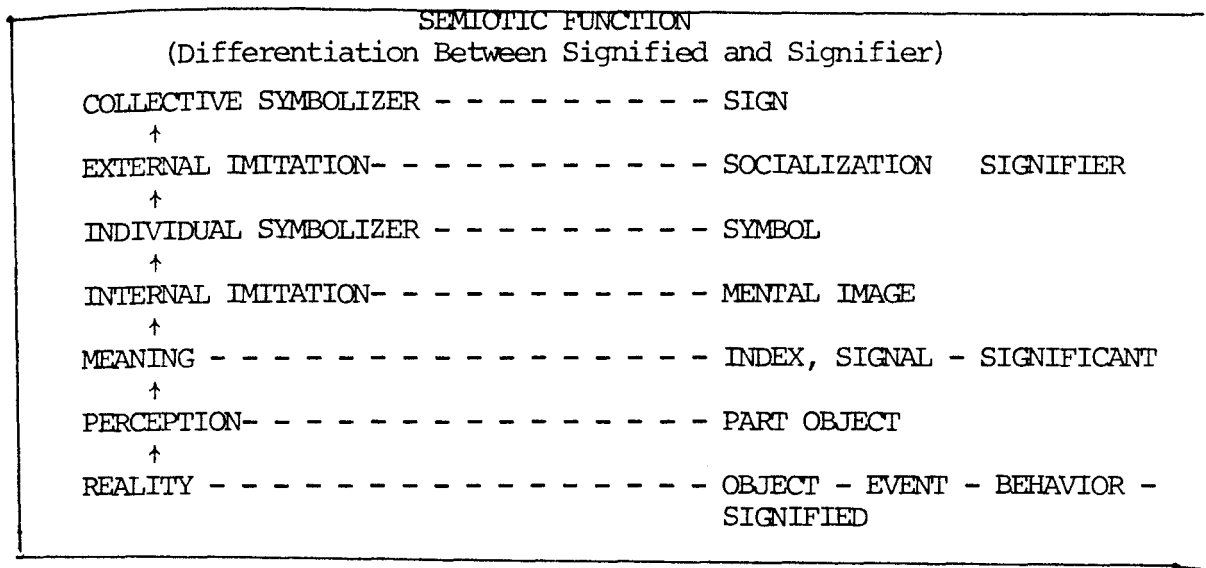 SEMIOTIC FUNCTION
(Differentiation Between Signified and Signifier)
COLLECTIVE SYMBOLIZER - - - - - - - - - - SIGN
↑
EXTERNAL IMITATION- - - - - - - - - - - - SOCIALIZATION SIGNIFIER
↑
INDIVIDUAL SYMBOLIZER - - - - - - - - - - SYMBOL
↑
INTERNAL IMITATION- - - - - - - - - - - - MENTAL IMAGE
↑
MEANING - - - - - - - - - - - - - - - - - INDEX, SIGNAL - SIGNIFICANT
↑
PERCEPTION- - - - - - - - - - - - - - - - PART OBJECT
↑
REALITY - - - - - - - - - - - - - - - - - OBJECT - EVENT - BEHAVIOR -
SIGNIFIED